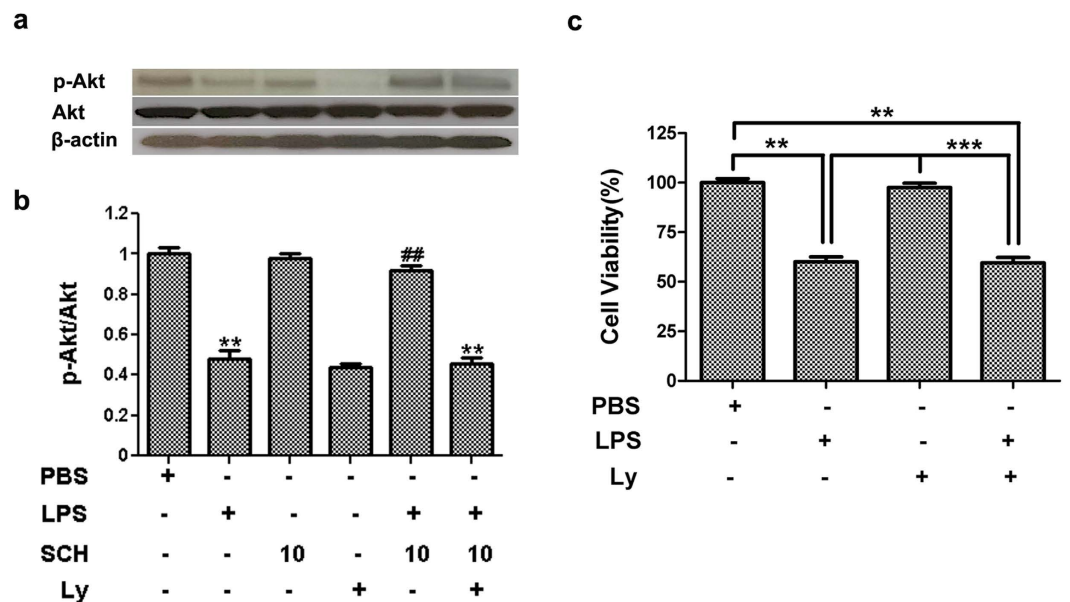 a
p-Akt
Akt
β-actin
b
p-Akt/Akt
1.2
1
0.8
0.6
0.4
0.2
0
**
##
**
PBS + - - - - -
LPS - + - - + +
SCH - - 10 - 10 10
Ly - - - + - +
c
Cell Viability(%)
125
100
75
50
25
0
**
**
***
PBS + - - -
LPS - + - +
Ly - - + +